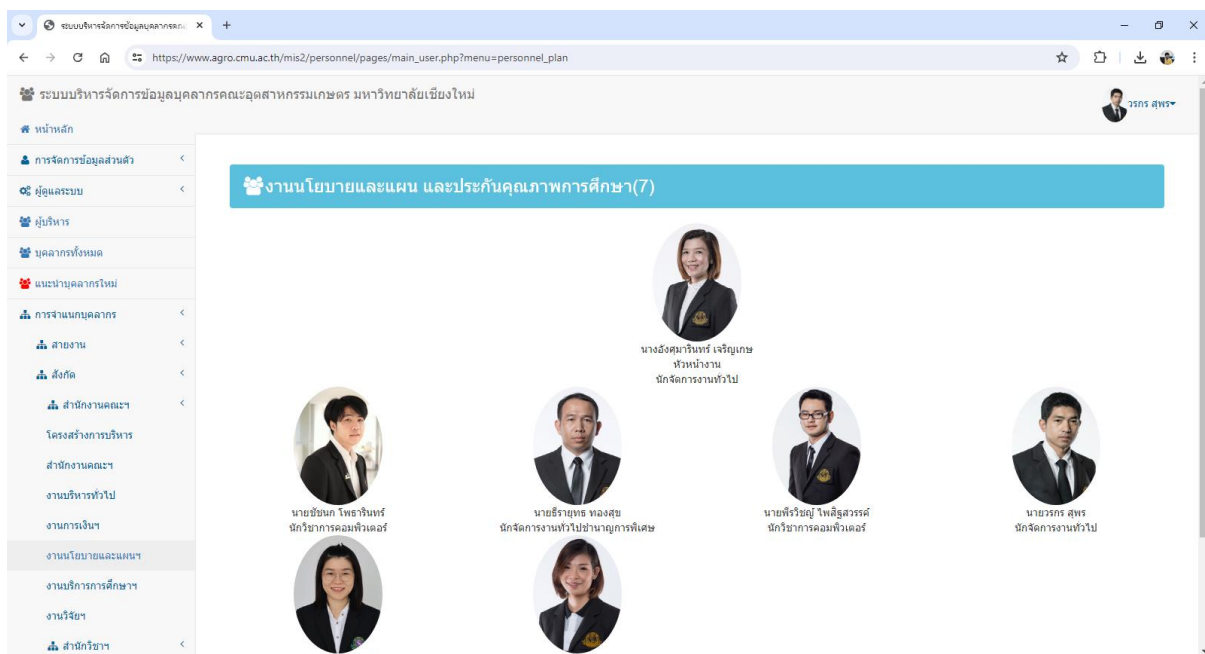 ระบบบริหารจัดการข้อมูลบุคลากรคณะ
https://www.agro.cmu.ac.th/mis2/personnel/pages/main_user.php?menu=personnel_plan
ระบบบริหารจัดการข้อมูลบุคลากรคณะอุตสาหกรรมเกษตร มหาวิทยาลัยเชียงใหม่
วรกร สุพร
หน้าหลัก
การจัดการข้อมูลส่วนตัว
ผู้ดูแลระบบ
ผู้บริหาร
บุคลากรทั้งหมด
แนะนำบุคลากรใหม่
การจำแนกบุคลากร
สายงาน
สังกัด
สำนักงานคณะฯ
โครงสร้างการบริหาร
สำนักงานคณะฯ
งานบริหารทั่วไป
งานการเงินฯ
งานนโยบายและแผนฯ
งานบริการการศึกษาฯ
งานวิจัยฯ
สำนักวิชาฯ
งานนโยบายและแผน และประกันคุณภาพการศึกษา(7)
นางอังศุมารินทร์ เจริญเกษ
หัวหน้างาน
นักจัดการงานทั่วไป
นายชัชนก โพธารินทร์
นักวิชาการคอมพิวเตอร์
นายธีรายุทธ ทองสุข
นักจัดการงานทั่วไปชำนาญการพิเศษ
นายพีรวิชญ์ ไพสิฐสวรรค์
นักวิชาการคอมพิวเตอร์
นายวรกร สุพร
นักจัดการงานทั่วไป